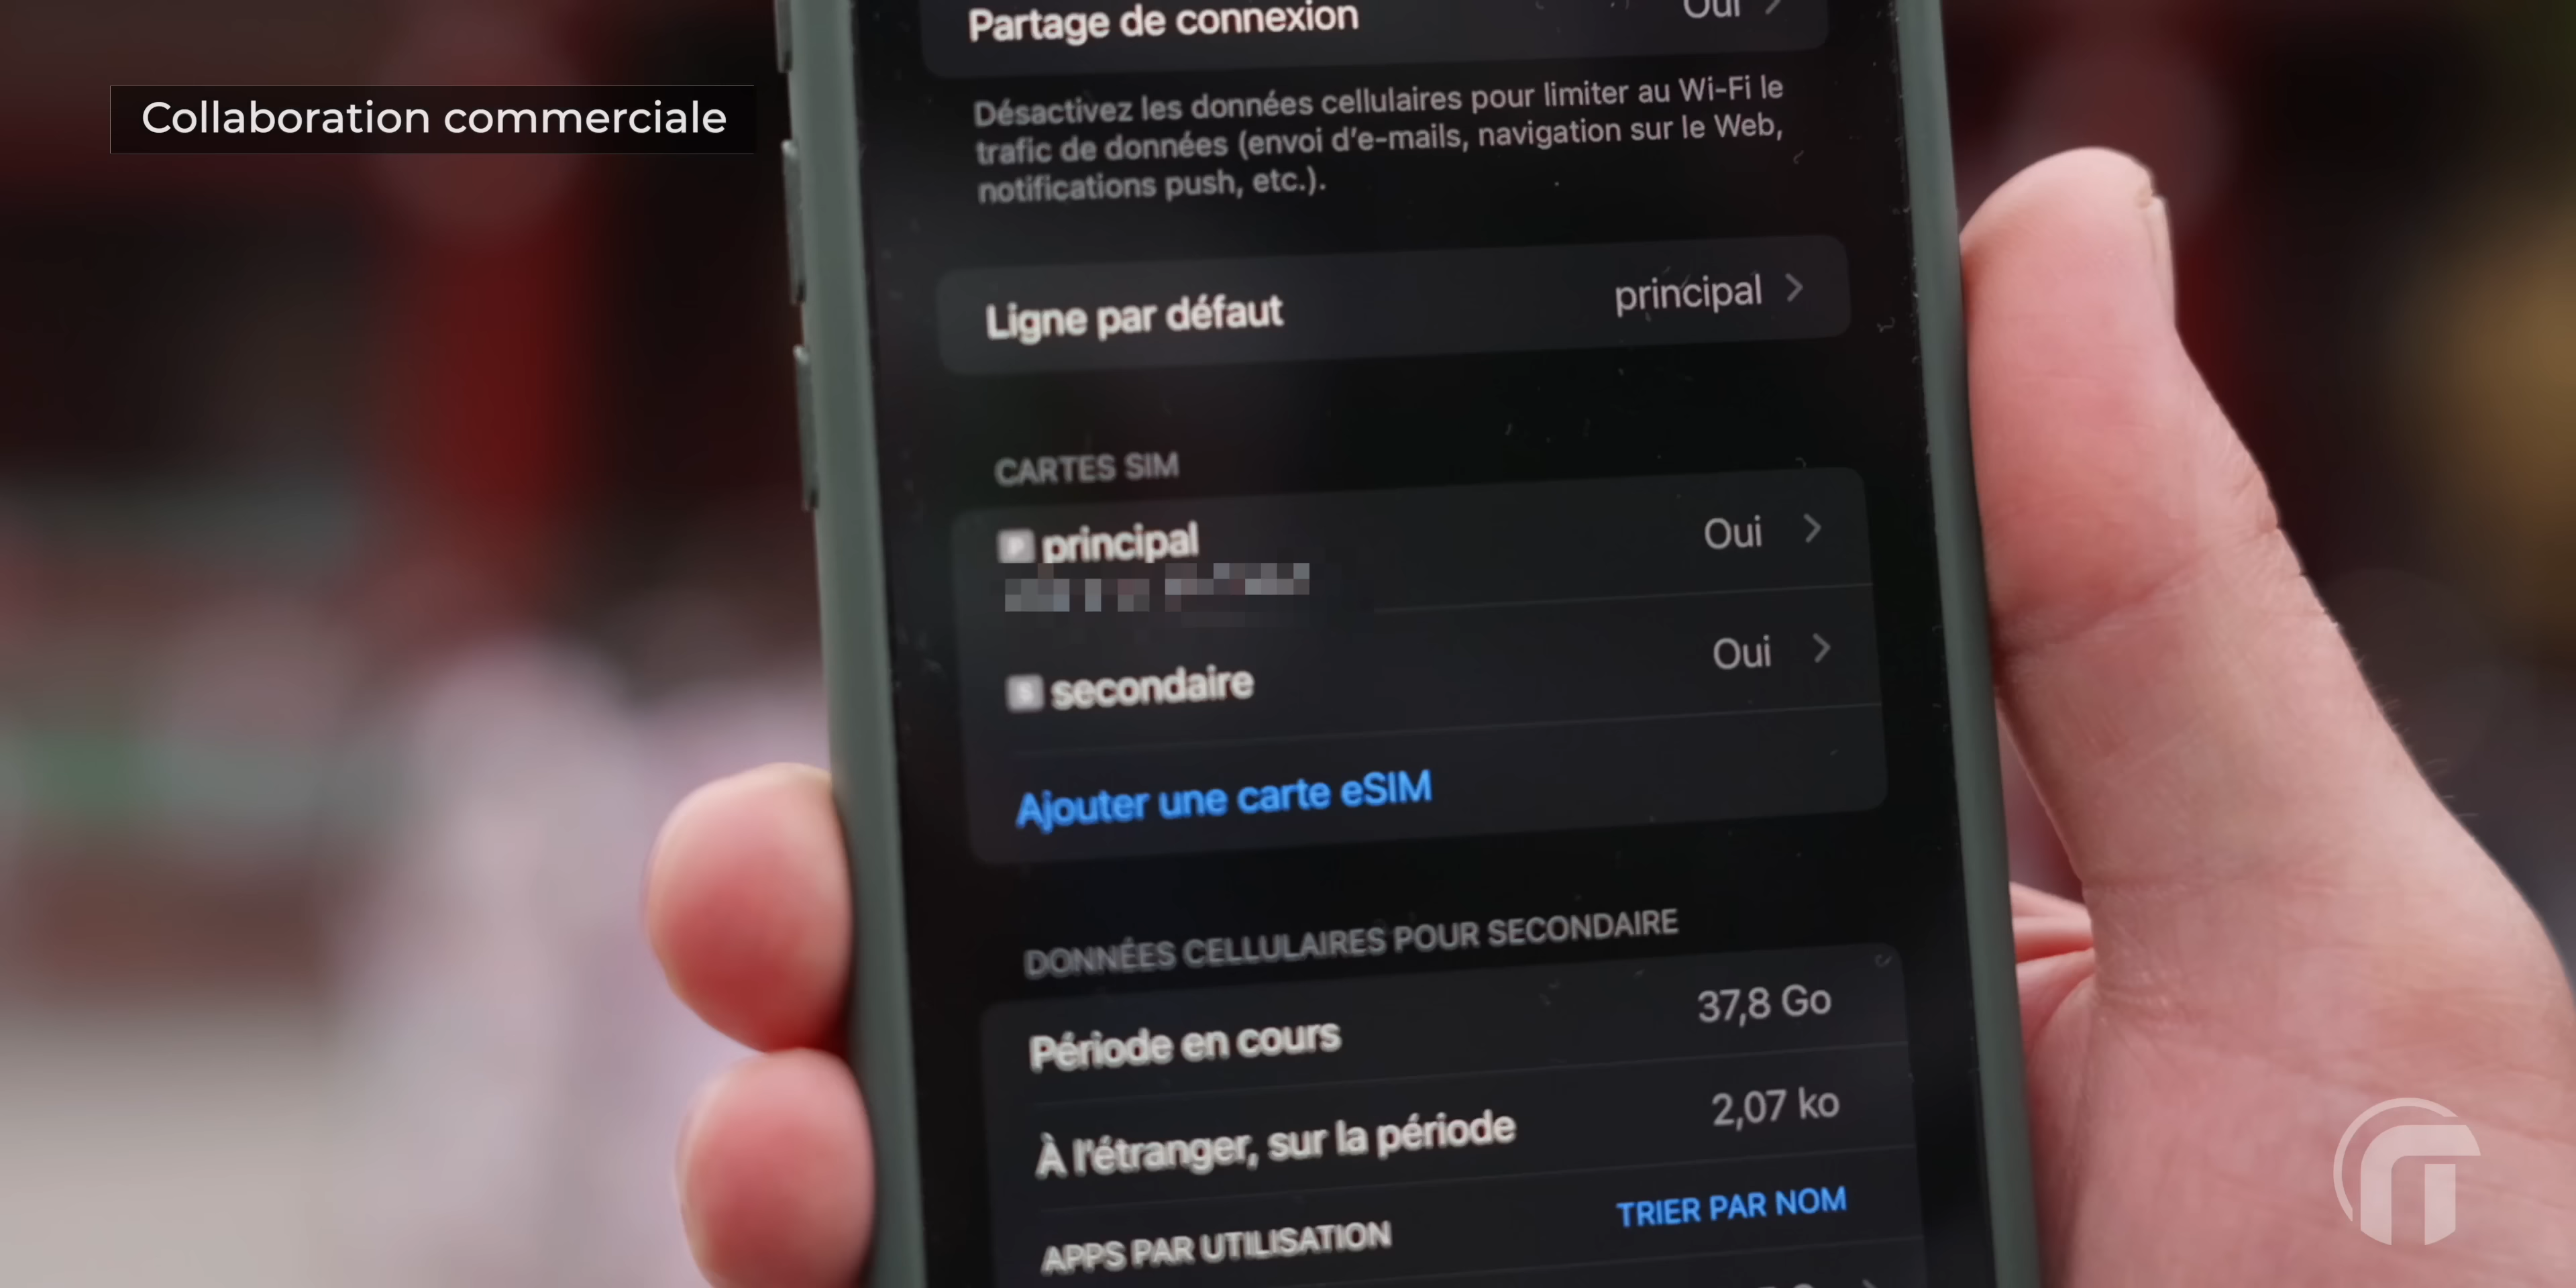 Collaboration commerciale
Partage de connexion Oui
Désactivez les données cellulaires pour limiter au Wi-Fi le
trafic de données (envoi d'e-mails, navigation sur le Web,
notifications push, etc.).
Ligne par défaut principal
CARTES SIM
P principal Oui
S secondaire Oui
Ajouter une carte eSIM
DONNÉES CELLULAIRES POUR SECONDAIRE
Période en cours 37,8 Go
À l'étranger, sur la période 2,07 ko
APPS PAR UTILISATION TRIER PAR NOM